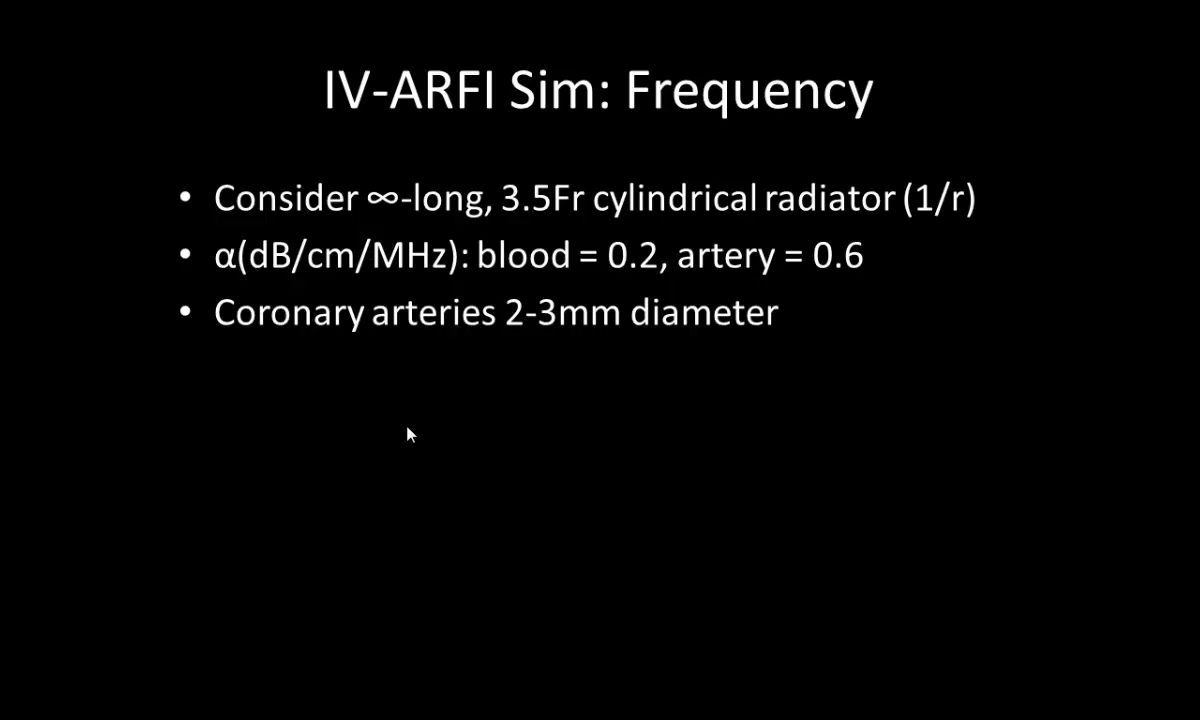 IV-ARFI Sim: Frequency
• Consider ∞-long, 3.5Fr cylindrical radiator (1/r)
• α(dB/cm/MHz): blood = 0.2, artery = 0.6
• Coronary arteries 2-3mm diameter